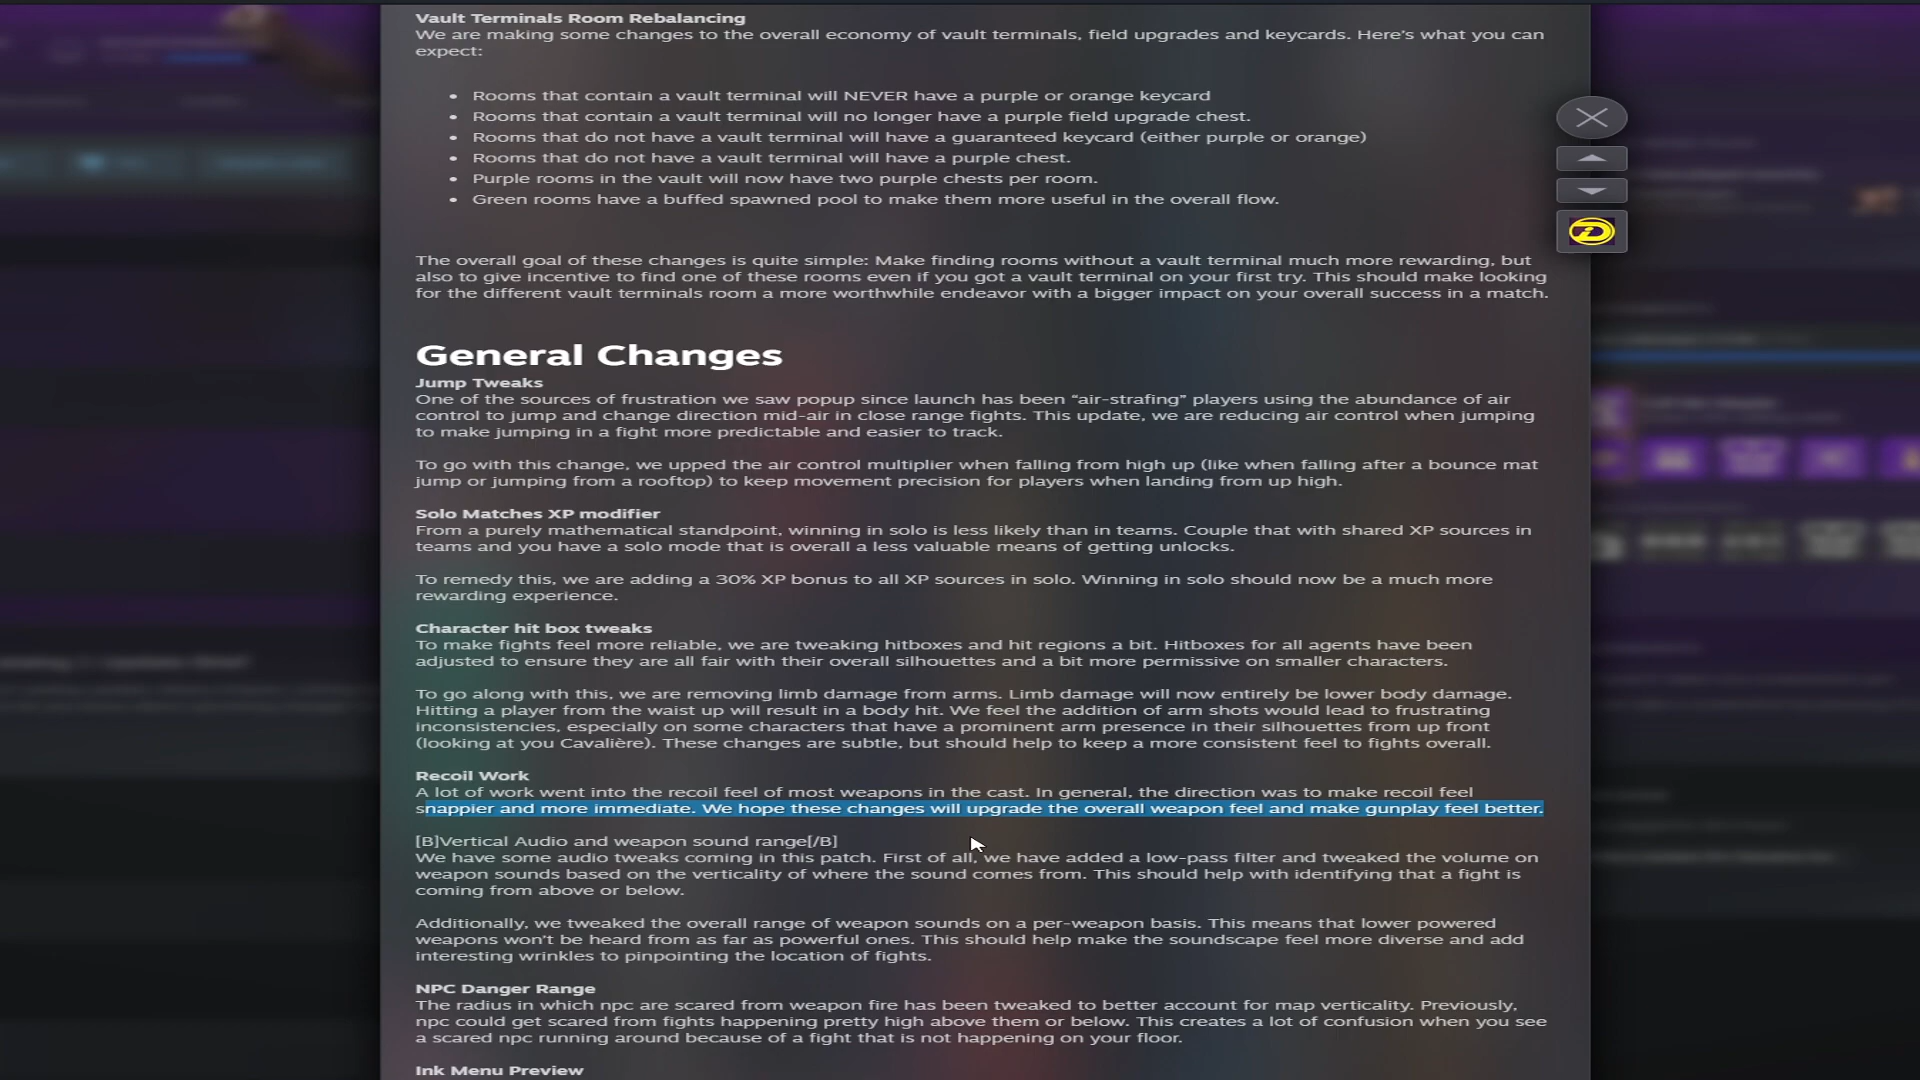 Vault Terminals Room Rebalancing
We are making some changes to the overall economy of vault terminals, field upgrades and keycards. Here's what you can
expect:
• Rooms that contain a vault terminal will NEVER have a purple or orange keycard
• Rooms that contain a vault terminal will no longer have a purple field upgrade chest.
• Rooms that do not have a vault terminal will have a guaranteed keycard (either purple or orange)
• Rooms that do not have a vault terminal will have a purple chest.
• Purple rooms in the vault will now have two purple chests per room.
• Green rooms have a buffed spawned pool to make them more useful in the overall flow.
The overall goal of these changes is quite simple: Make finding rooms without a vault terminal much more rewarding, but
also to give incentive to find one of these rooms even if you got a vault terminal on your first try. This should make looking
for the different vault terminals room a more worthwhile endeavor with a bigger impact on your overall success in a match.
General Changes
Jump Tweaks
One of the sources of frustration we saw popup since launch has been “air-strafing” players using the abundance of air
control to jump and change direction mid-air in close range fights. This update, we are reducing air control when jumping
to make jumping in a fight more predictable and easier to track.
To go with this change, we upped the air control multiplier when falling from high up (like when falling after a bounce mat
jump or jumping from a rooftop) to keep movement precision for players when landing from up high.
Solo Matches XP modifier
From a purely mathematical standpoint, winning in solo is less likely than in teams. Couple that with shared XP sources in
teams and you have a solo mode that is overall a less valuable means of getting unlocks.
To remedy this, we are adding a 30% XP bonus to all XP sources in solo. Winning in solo should now be a much more
rewarding experience.
Character hit box tweaks
To make fights feel more reliable, we are tweaking hitboxes and hit regions a bit. Hitboxes for all agents have been
adjusted to ensure they are all fair with their overall silhouettes and a bit more permissive on smaller characters.
To go along with this, we are removing limb damage from arms. Limb damage will now entirely be lower body damage.
Hitting a player from the waist up will result in a body hit. We feel the addition of arm shots would lead to frustrating
inconsistencies, especially on some characters that have a prominent arm presence in their silhouettes from up front
(looking at you Cavalière). These changes are subtle, but should help to keep a more consistent feel to fights overall.
Recoil Work
A lot of work went into the recoil feel of most weapons in the cast. In general, the direction was to make recoil feel
snappier and more immediate. We hope these changes will upgrade the overall weapon feel and make gunplay feel better.
[B]Vertical Audio and weapon sound range[/B]
We have some audio tweaks coming in this patch. First of all, we have added a low-pass filter and tweaked the volume on
weapon sounds based on the verticality of where the sound comes from. This should help with identifying that a fight is
coming from above or below.
Additionally, we tweaked the overall range of weapon sounds on a per-weapon basis. This means that lower powered
weapons won't be heard from as far as powerful ones. This should help make the soundscape feel more diverse and add
interesting wrinkles to pinpointing the location of fights.
NPC Danger Range
The radius in which npc are scared from weapon fire has been tweaked to better account for map verticality. Previously,
npc could get scared from fights happening pretty high above them or below. This creates a lot of confusion when you see
a scared npc running around because of a fight that is not happening on your floor.
Ink Menu Preview